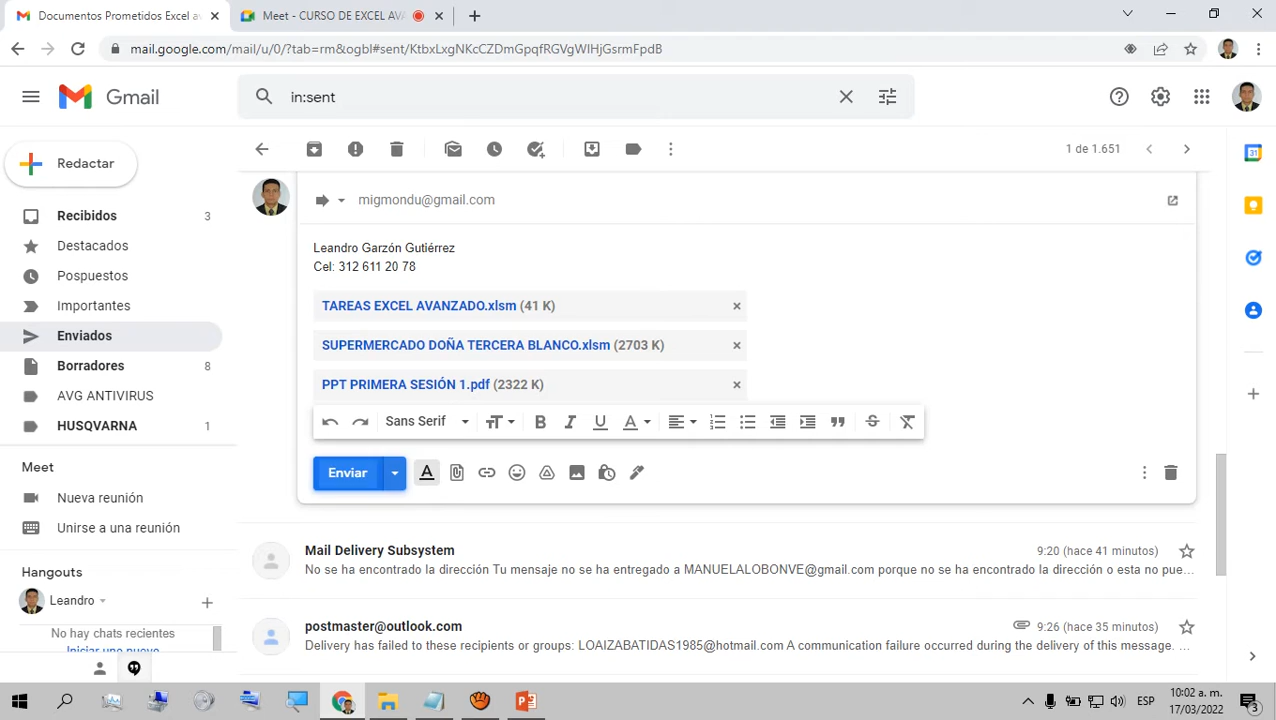 Documentos Prometidos Excel av
Meet - CURSO DE EXCEL AVA
mail.google.com/mail/u/0/?tab=rm&ogbl#sent/KtbxLxgNKcCZDmGpqfRGVgWlHjGsrmFpdB
Gmail
in:sent
Redactar
1 de 1.651
Recibidos 3
Destacados
Pospuestos
Importantes
Enviados
Borradores 8
AVG ANTIVIRUS
HUSQVARNA 1
Meet
Nueva reunión
Unirse a una reunión
Hangouts
Leandro
No hay chats recientes
Iniciar uno nuevo
migmondu@gmail.com
Leandro Garzón Gutiérrez
Cel: 312 611 20 78
TAREAS EXCEL AVANZADO.xlsm (41 K)
SUPERMERCADO DOÑA TERCERA BLANCO.xlsm (2703 K)
PPT PRIMERA SESIÓN 1.pdf (2322 K)
Sans Serif
Enviar
Mail Delivery Subsystem 9:20 (hace 41 minutos)
No se ha encontrado la dirección Tu mensaje no se ha entregado a MANUELALOBONVE@gmail.com porque no se ha encontrado la dirección o esta no pue...
postmaster@outlook.com 9:26 (hace 35 minutos)
Delivery has failed to these recipients or groups: LOAIZABATIDAS1985@hotmail.com A communication failure occurred during the delivery of this message. ...
ESP
10:02 a. m.
17/03/2022
3